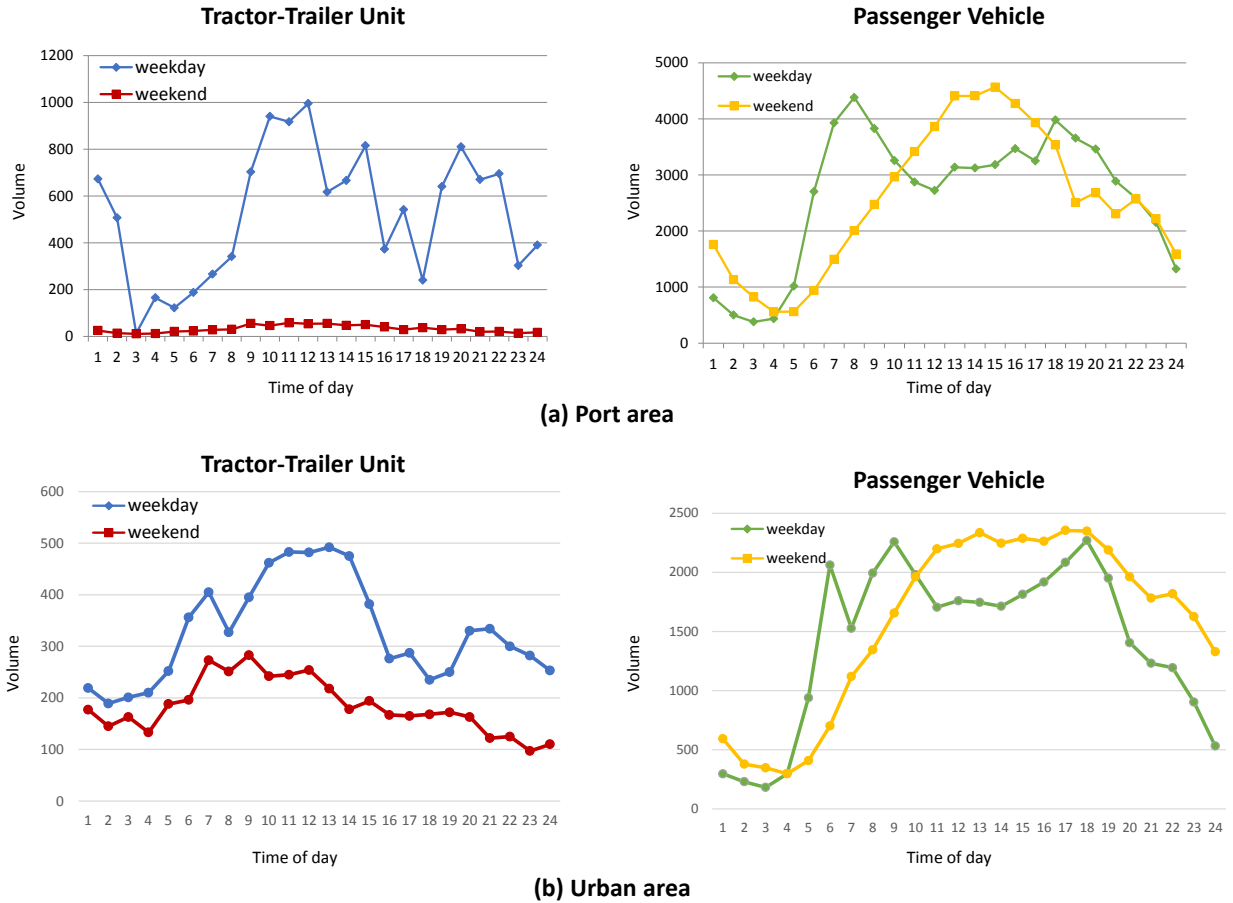 Tractor-Trailer Unit
1200
1000
800
600
400
200
0
Volume
weekday
weekend
1 2 3 4 5 6 7 8 9 10 11 12 13 14 15 16 17 18 19 20 21 22 23 24
Time of day
Passenger Vehicle
5000
4000
3000
2000
1000
0
Volume
weekday
weekend
1 2 3 4 5 6 7 8 9 10 11 12 13 14 15 16 17 18 19 20 21 22 23 24
Time of day
(a) Port area
Tractor-Trailer Unit
600
500
400
300
200
100
0
Volume
weekday
weekend
1 2 3 4 5 6 7 8 9 10 11 12 13 14 15 16 17 18 19 20 21 22 23 24
Time of day
Passenger Vehicle
2500
2000
1500
1000
500
0
Volume
weekday
weekend
1 2 3 4 5 6 7 8 9 10 11 12 13 14 15 16 17 18 19 20 21 22 23 24
Time of day
(b) Urban area